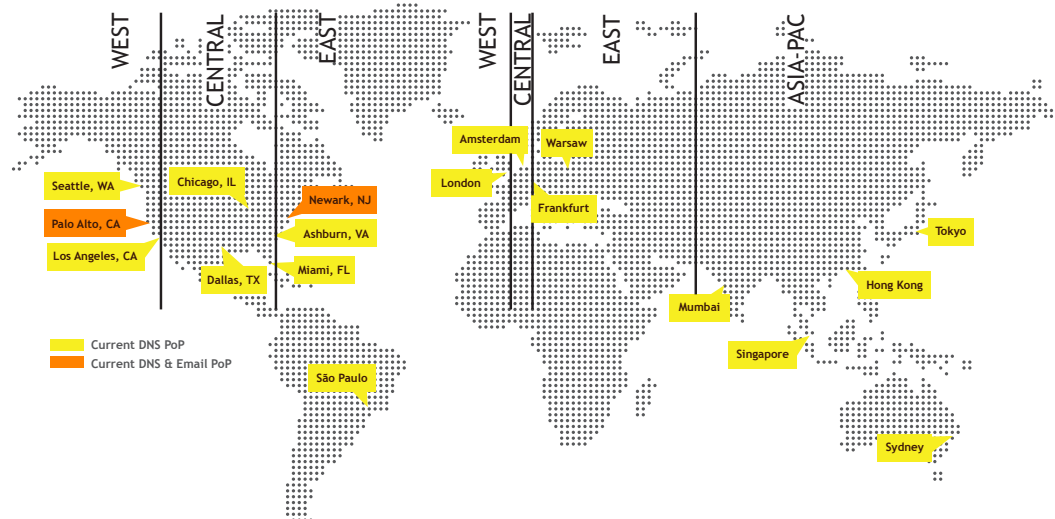 WEST
CENTRAL
EAST
WEST
CENTRAL
EAST
ASIA-PAC
Amsterdam
Warsaw
Seattle, WA
Chicago, IL
London
Newark, NJ
Frankfurt
Palo Alto, CA
Ashburn, VA
Tokyo
Los Angeles, CA
Dallas, TX
Miami, FL
Hong Kong
Mumbai
Current DNS PoP
Singapore
Current DNS & Email PoP
São Paulo
Sydney